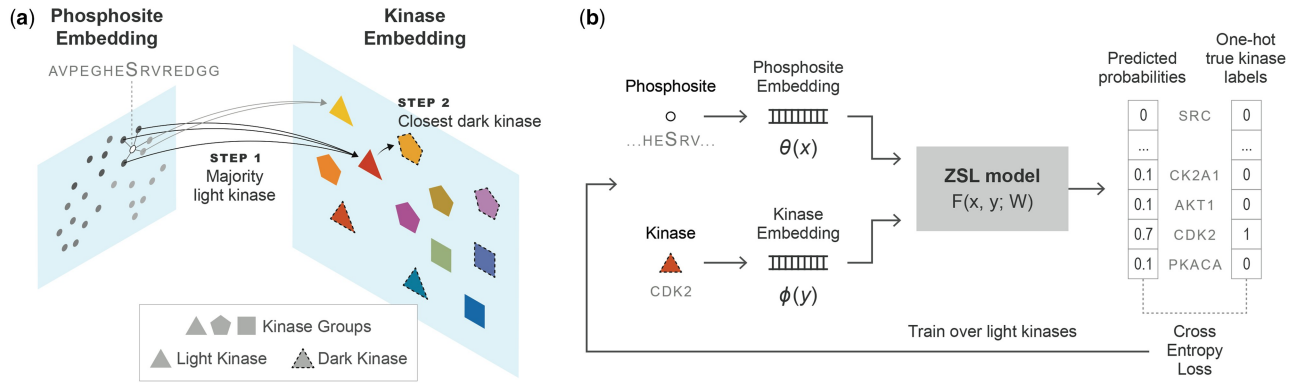 (a)
Phosphosite
Embedding
Kinase
Embedding
AVPEGHESRVREDGG
STEP 1
Majority
light kinase
STEP 2
Closest dark kinase
Kinase Groups
Light Kinase
Dark Kinase
(b)
Phosphosite
...HESRV...
Phosphosite
Embedding
θ(x)
Kinase
CDK2
Kinase
Embedding
ϕ(y)
ZSL model
F(x, y; W)
Predicted
probabilities
One-hot
true kinase
labels
0 SRC 0
... ...
0.1 CK2A1 0
0.1 AKT1 0
0.7 CDK2 1
0.1 PKACA 0
Train over light kinases
Cross
Entropy
Loss